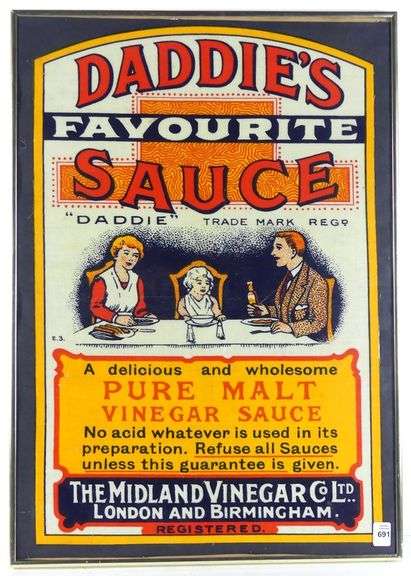 DADDIE'S
FAVOURITE
SAUCE
"DADDIE" TRADE MARK REGD
E.3.
A delicious and wholesome
PURE MALT
VINEGAR SAUCE
No acid whatever is used in its
preparation. Refuse all Sauces
unless this guarantee is given.
THE MIDLAND VINEGAR CO LTD.
LONDON AND BIRMINGHAM.
REGISTERED.
691